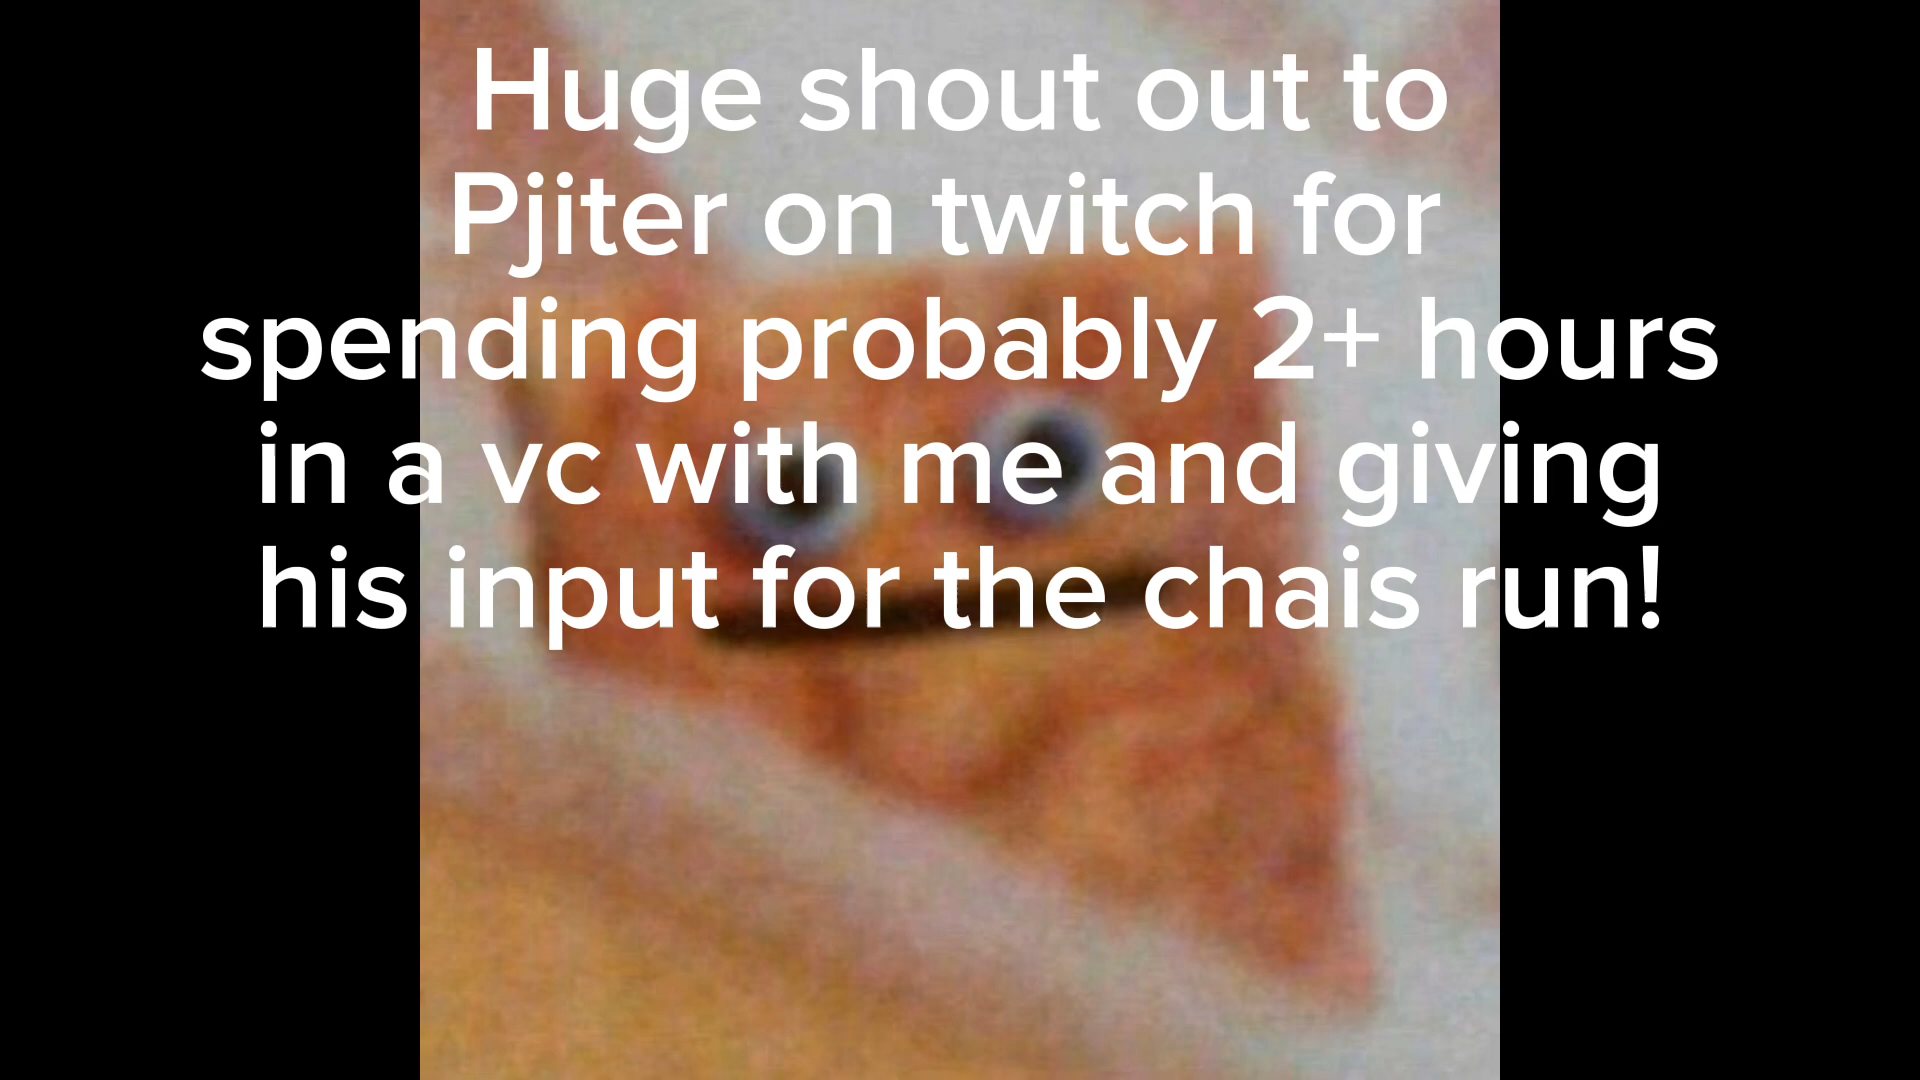 Huge shout out to
Pjiter on twitch for
spending probably 2+ hours
in a vc with me and giving
his input for the chais run!